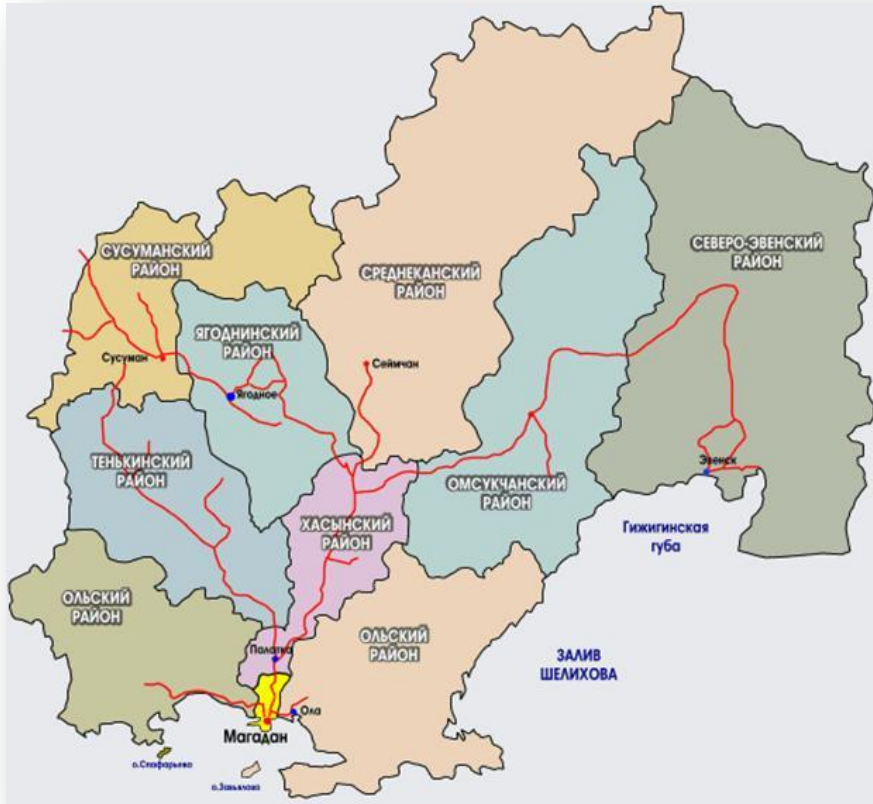 СУСУМАНСКИЙ
РАЙОН
СЕВЕРО-ЭВЕНСКИЙ
РАЙОН
СРЕДНЕКАНСКИЙ
РАЙОН
ЯГОДНИНСКИЙ
РАЙОН
Сусуман
Сеймчан
Ягодное
ТЕНЬКИНСКИЙ
РАЙОН
Эвенск
ОМСУКЧАНСКИЙ
РАЙОН
ХАСЫНСКИЙ
РАЙОН
Гижигинская
губа
ОЛЬСКИЙ
РАЙОН
ОЛЬСКИЙ
РАЙОН
Палатка
ЗАЛИВ
ШЕЛИХОВА
Ола
Магадан
о.Спафарьева
о.Завьялова